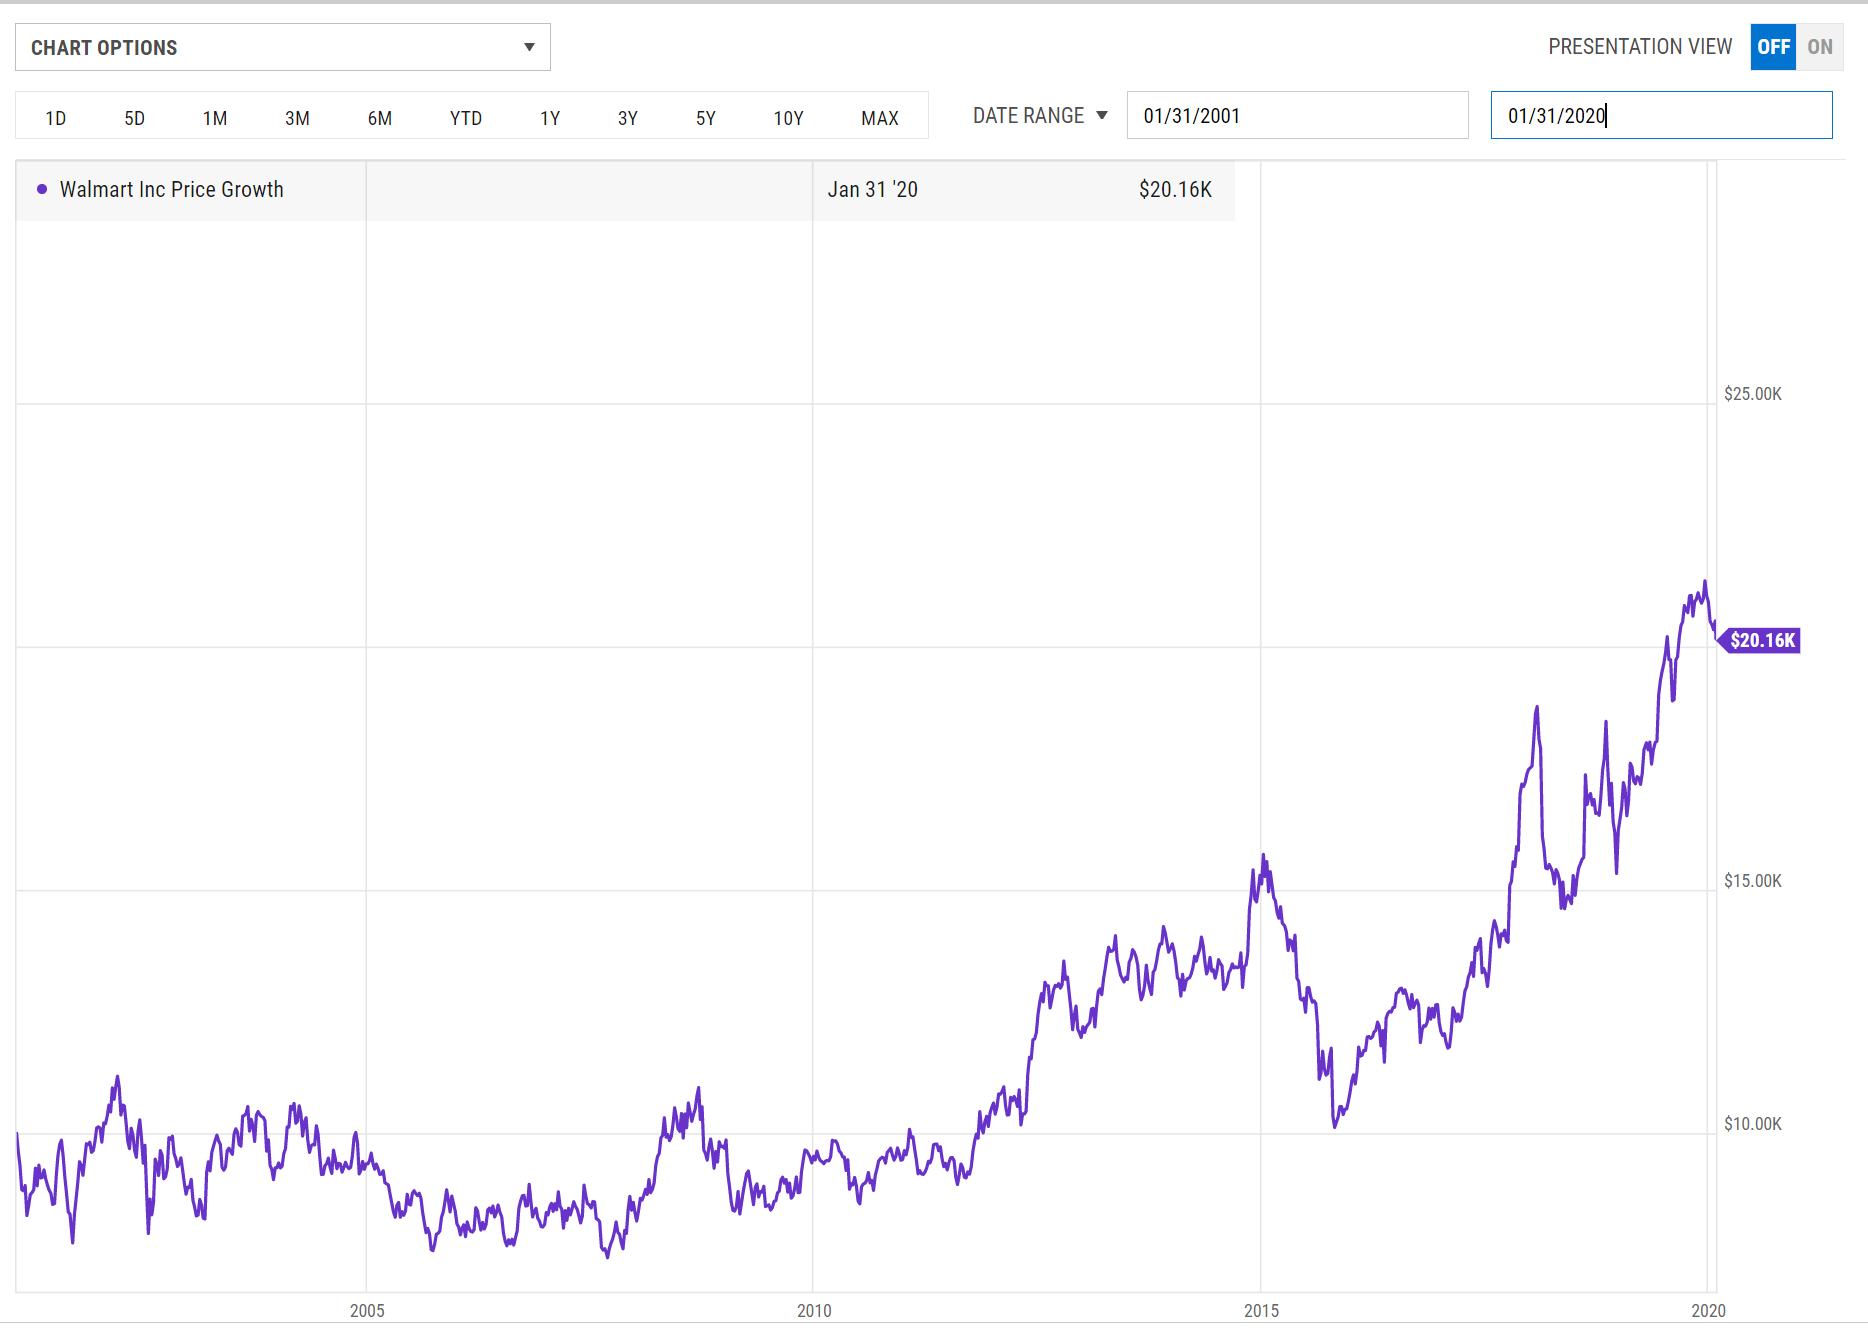 CHART OPTIONS
PRESENTATION VIEW OFF ON
1D 5D 1M 3M 6M YTD 1Y 3Y 5Y 10Y MAX DATE RANGE 01/31/2001 01/31/2020
Walmart Inc Price Growth Jan 31 '20 $20.16K
$25.00K
$20.16K
$15.00K
$10.00K
2005 2010 2015 2020